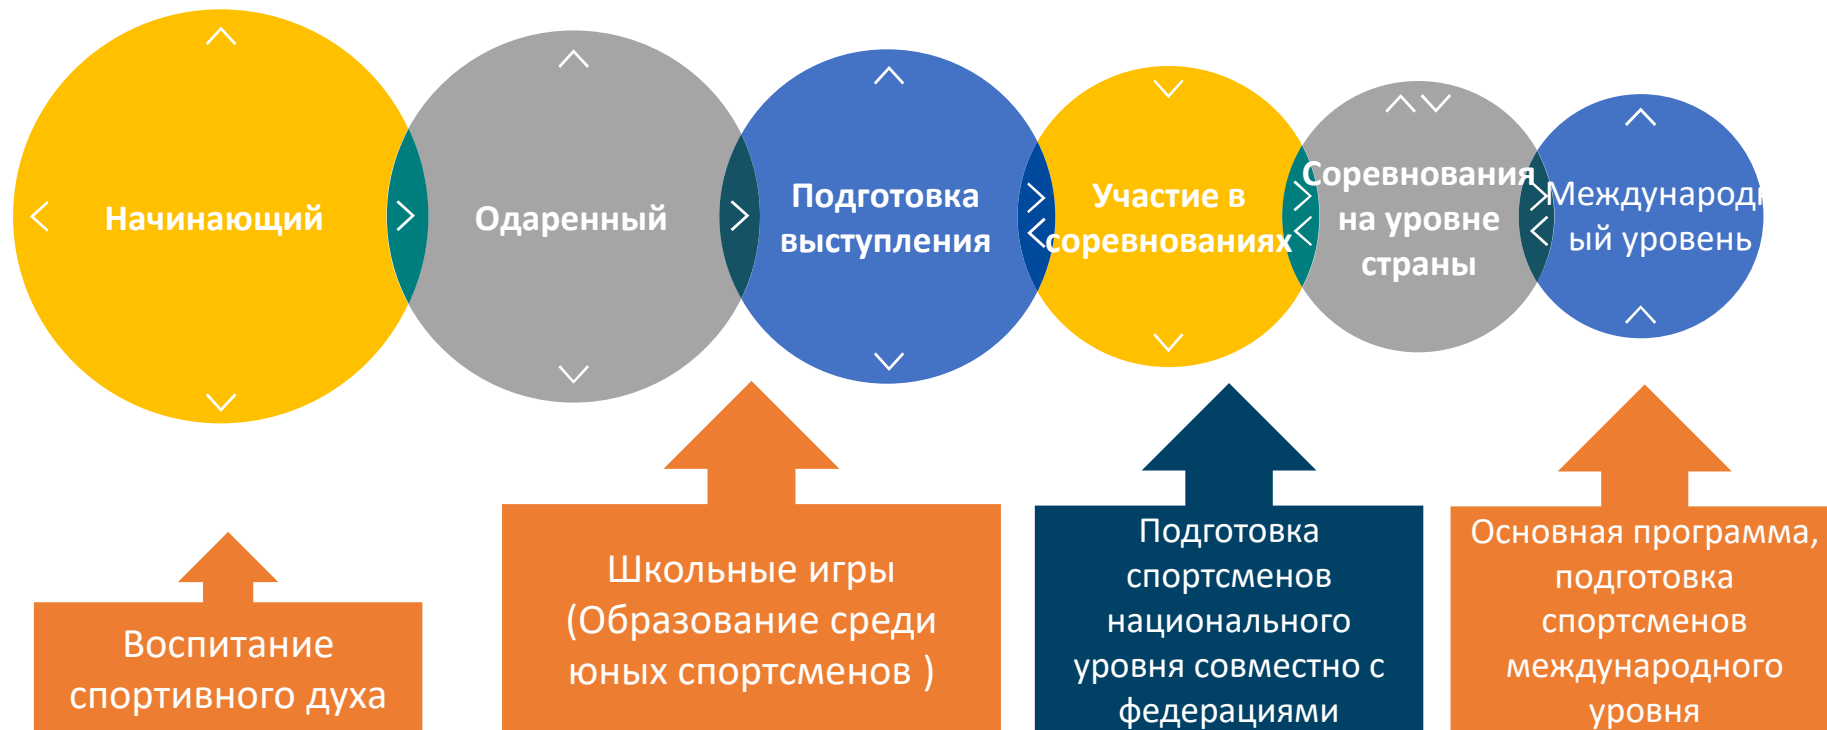 Начинающий
Одаренный
Подготовка
выступления
Участие в
соревнованиях
Соревнования
на уровне
страны
Международн
ый уровень
Воспитание
спортивного духа
Школьные игры
(Образование среди
юных спортсменов )
Подготовка
спортсменов
национального
уровня совместно с
федерациями
Основная программа,
подготовка
спортсменов
международного
уровня